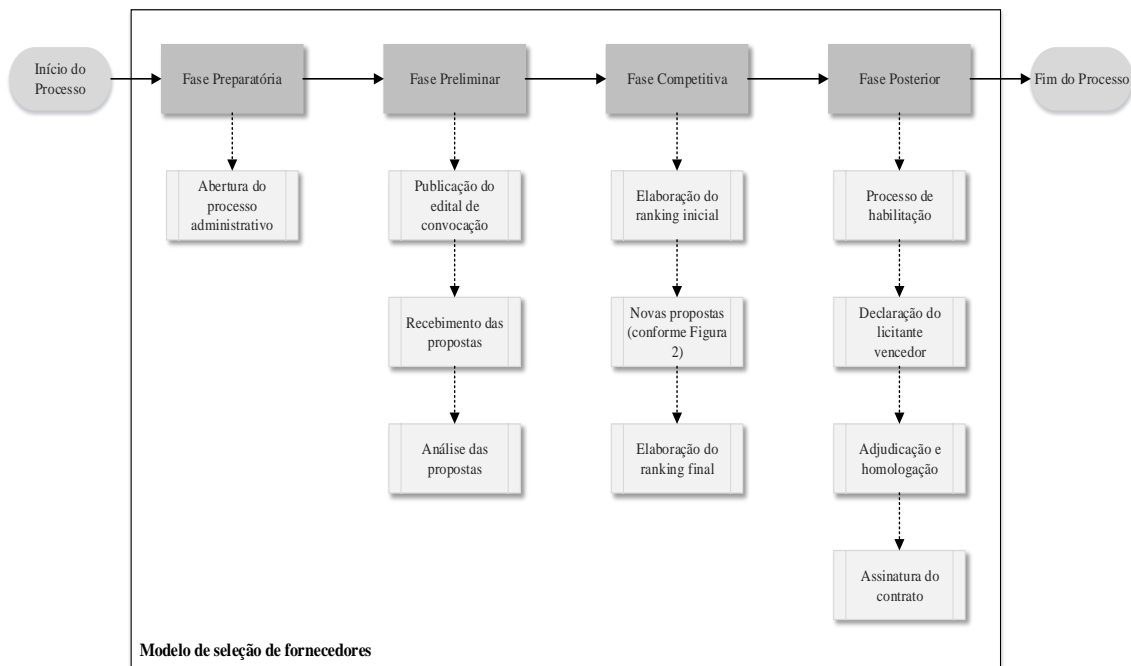 Início do
Processo
Fase Preparatória
Fase Preliminar
Fase Competitiva
Fase Posterior
Fim do Processo
Abertura do
processo
administrativo
Publicação do
edital de
convocação
Elaboração do
ranking inicial
Processo de
habilitação
Recebimento das
propostas
Novas propostas
(conforme Figura
2)
Declaração do
licitante
vencedor
Análise das
propostas
Elaboração do
ranking final
Adjudicação e
homologação
Assinatura do
contrato
Modelo de seleção de fornecedores